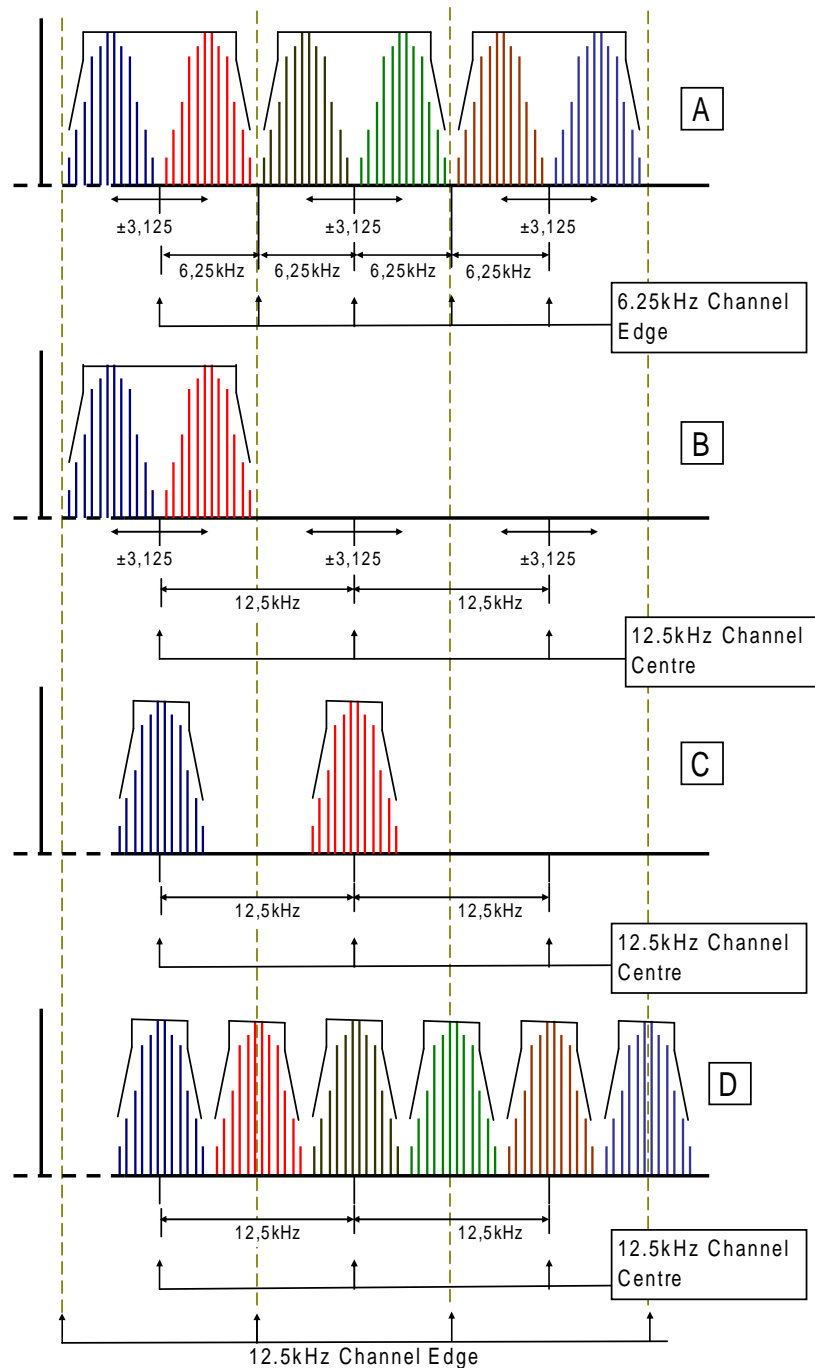 A
±3,125
±3,125
±3,125
6,25kHz
6,25kHz
6,25kHz
6,25kHz
6.25kHz Channel
Edge
B
±3,125
±3,125
±3,125
12,5kHz
12,5kHz
12.5kHz Channel
Centre
C
12,5kHz
12,5kHz
12.5kHz Channel
Centre
D
12,5kHz
12,5kHz
12.5kHz Channel
Centre
12.5kHz Channel Edge